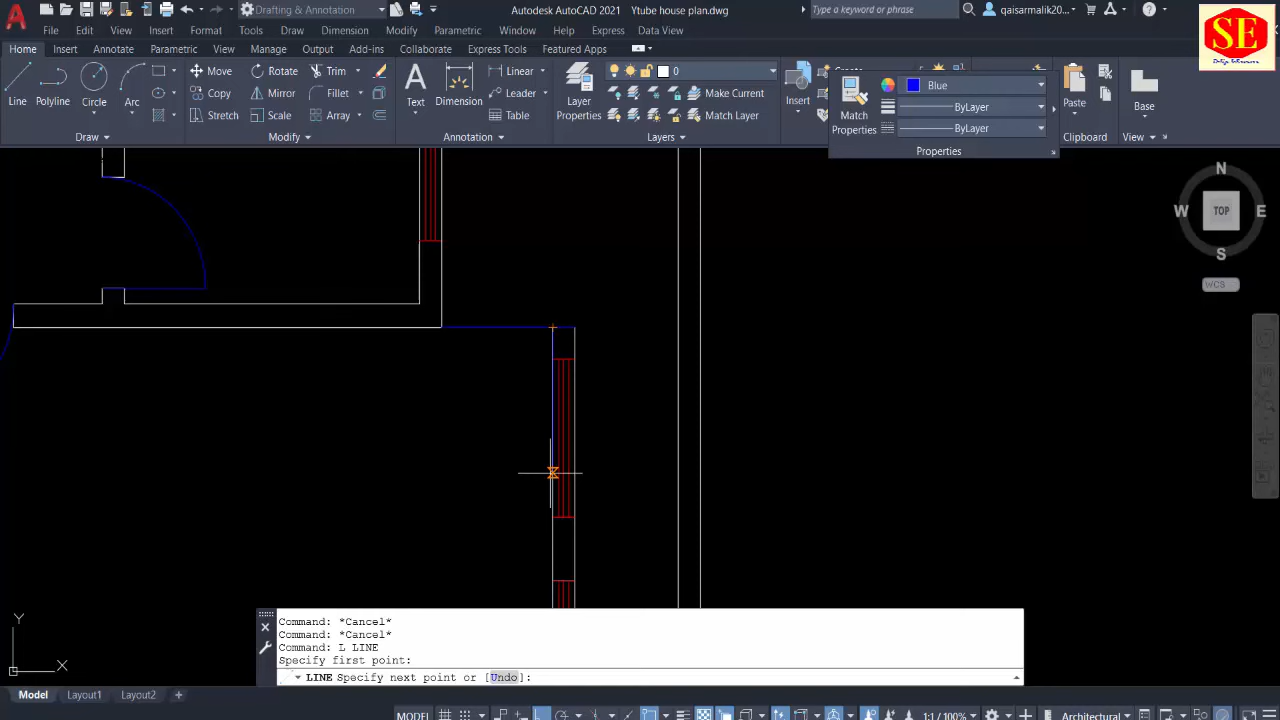 Drafting & Annotation
Autodesk AutoCAD 2021 Ytube house plan.dwg
Type a keyword or phrase
qaisarmalik20...
File Edit View Insert Format Tools Draw Dimension Modify Parametric Window Help Express Data View
Home Insert Annotate Parametric View Manage Output Add-ins Collaborate Express Tools Featured Apps
SE
Line Polyline Circle Arc
Move Rotate Trim
Copy Mirror Fillet
Stretch Scale Array
Draw Modify
Text Dimension
Linear
Leader
Table
Annotation
Layer
Properties
0
Make Current
Match Layer
Layers
Insert
Match
Properties
Blue
ByLayer
ByLayer
Properties
Paste
Clipboard
Base
View
N
W TOP E
S
WCS
Command: *Cancel*
Command: *Cancel*
Command: L LINE
Specify first point:
LINE Specify next point or [Undo]:
Y
X
Model Layout1 Layout2 +
MODEL 1:1 / 100% Architectural